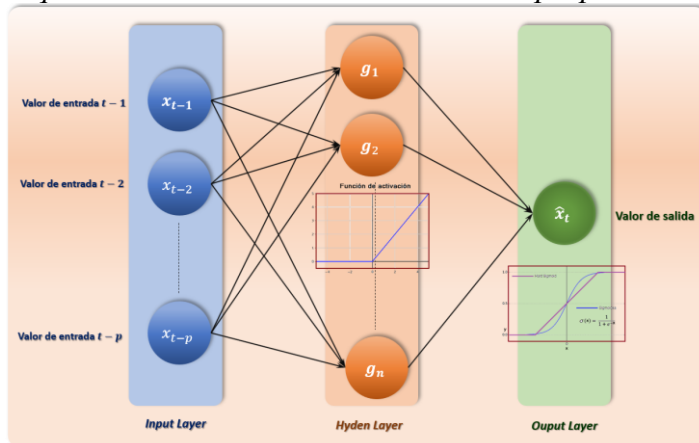 Valor de entrada t − 1
x_{t−1}
g_1
g_2
Valor de entrada t − 2
x_{t−2}
Función de activación
x̂_t
Valor de salida
σ(x) = 1 / (1 + e^{-x})
Valor de entrada t − p
x_{t−p}
g_n
Input Layer
Hyden Layer
Ouput Layer